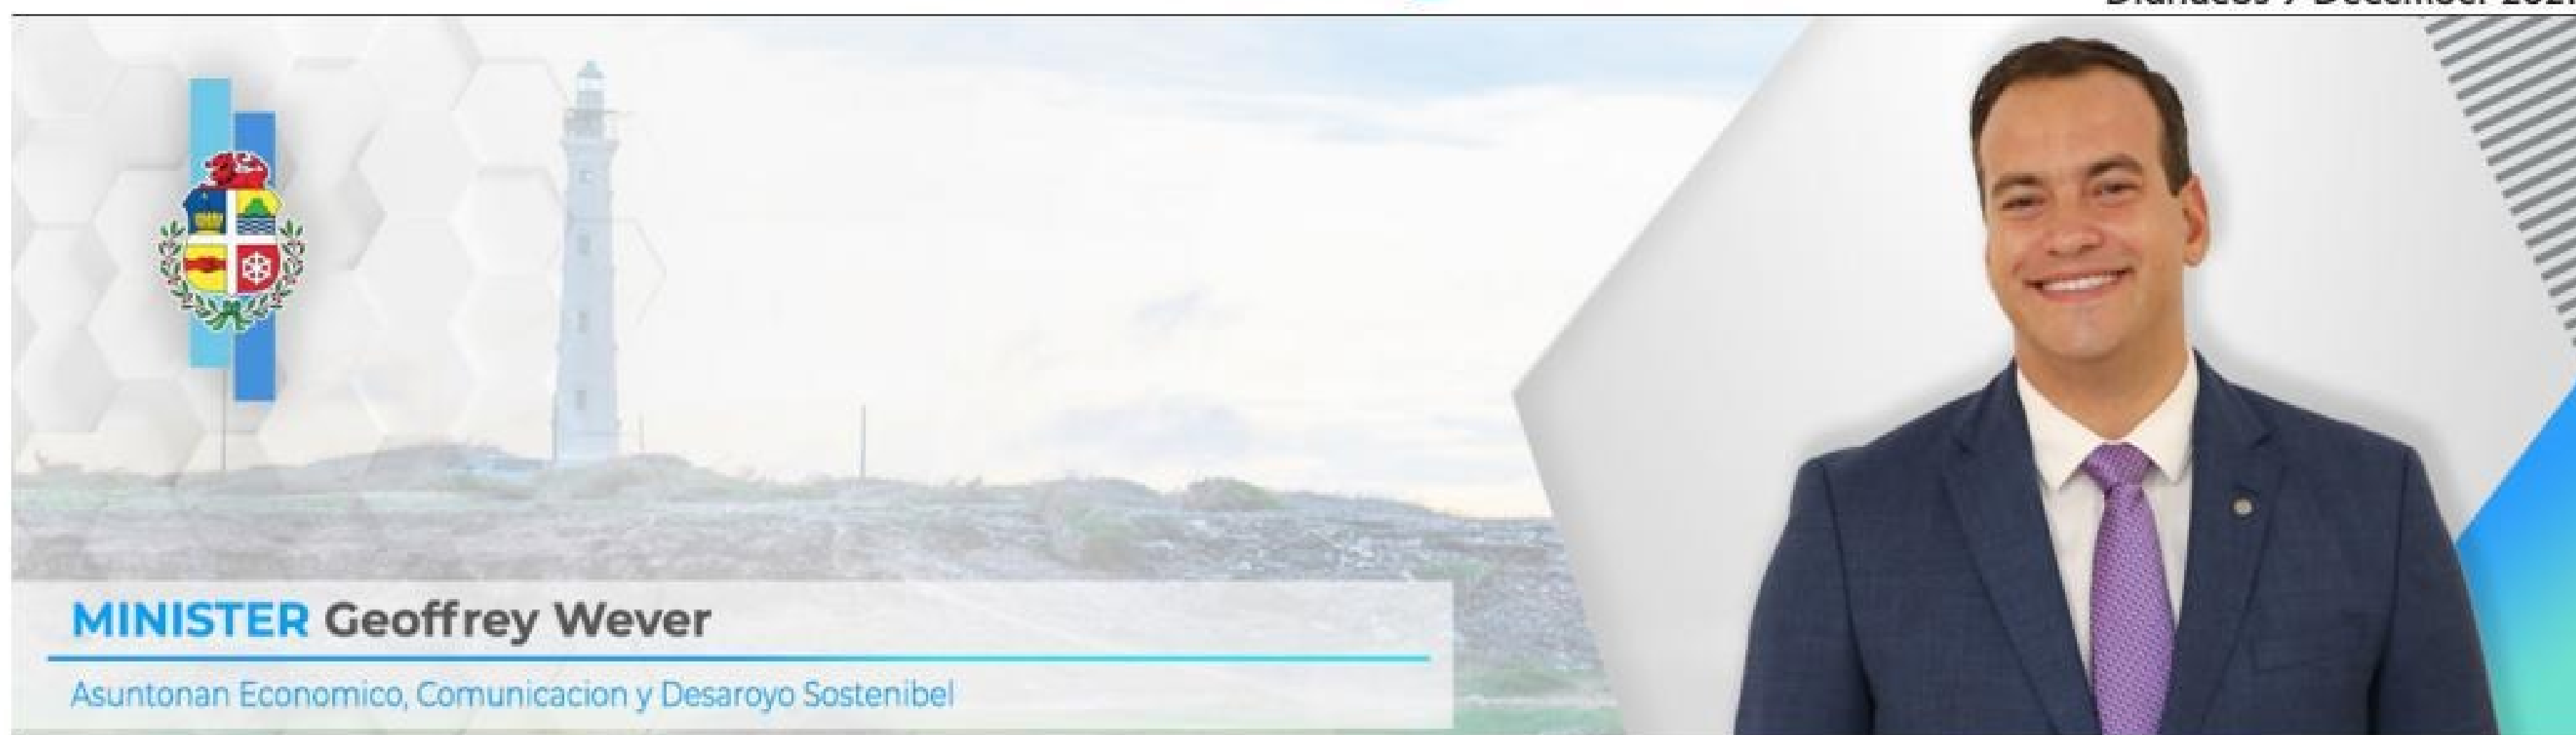 MINISTER Geoffrey Wever
Asuntonan Economico, Comunicacion y Desaroyo Sostenibel